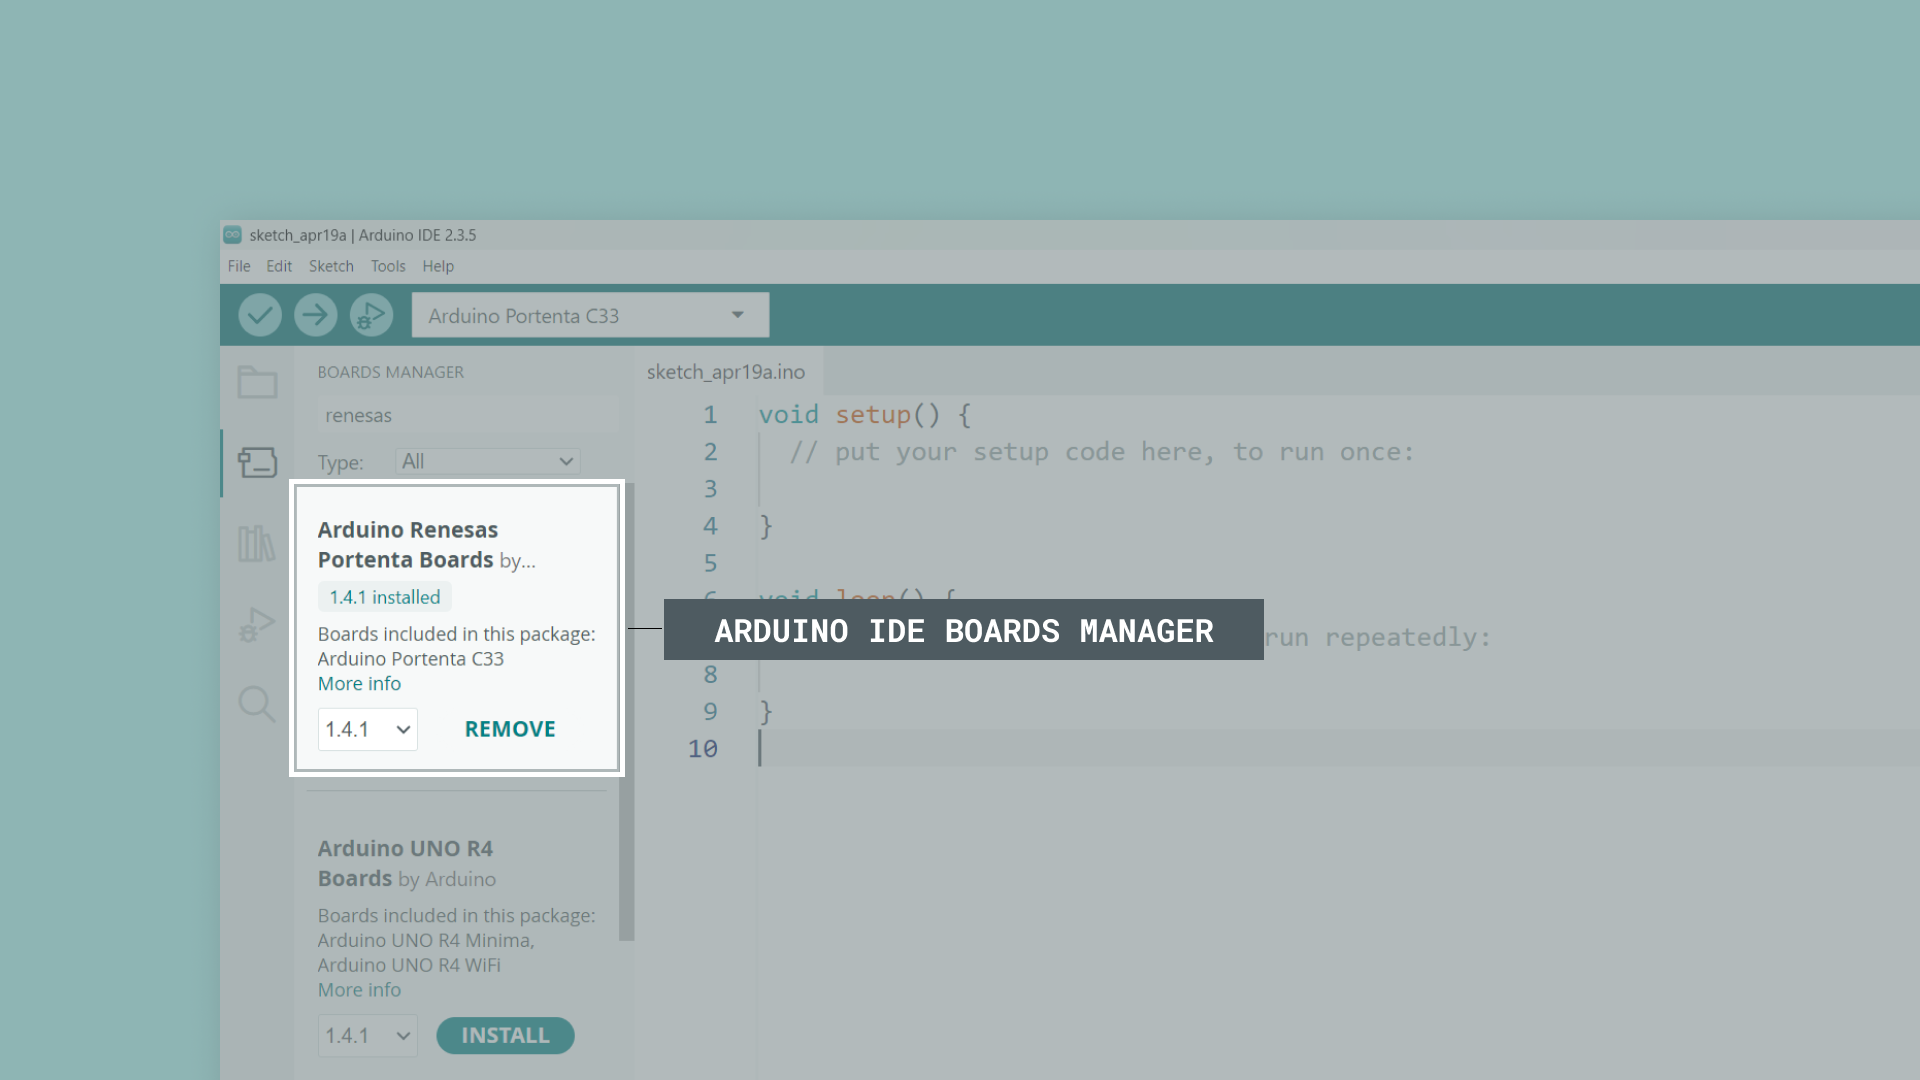 sketch_apr19a | Arduino IDE 2.3.5
File Edit Sketch Tools Help
Arduino Portenta C33
BOARDS MANAGER
renesas
Type: All
Arduino Renesas
Portenta Boards by...
1.4.1 installed
Boards included in this package:
Arduino Portenta C33
More info
1.4.1 REMOVE
Arduino UNO R4
Boards by Arduino
Boards included in this package:
Arduino UNO R4 Minima,
Arduino UNO R4 WiFi
More info
1.4.1 INSTALL
sketch_apr19a.ino
1 void setup() {
2 // put your setup code here, to run once:
3
4 }
5
6 void loop() {
run repeatedly:
8
9 }
10
ARDUINO IDE BOARDS MANAGER